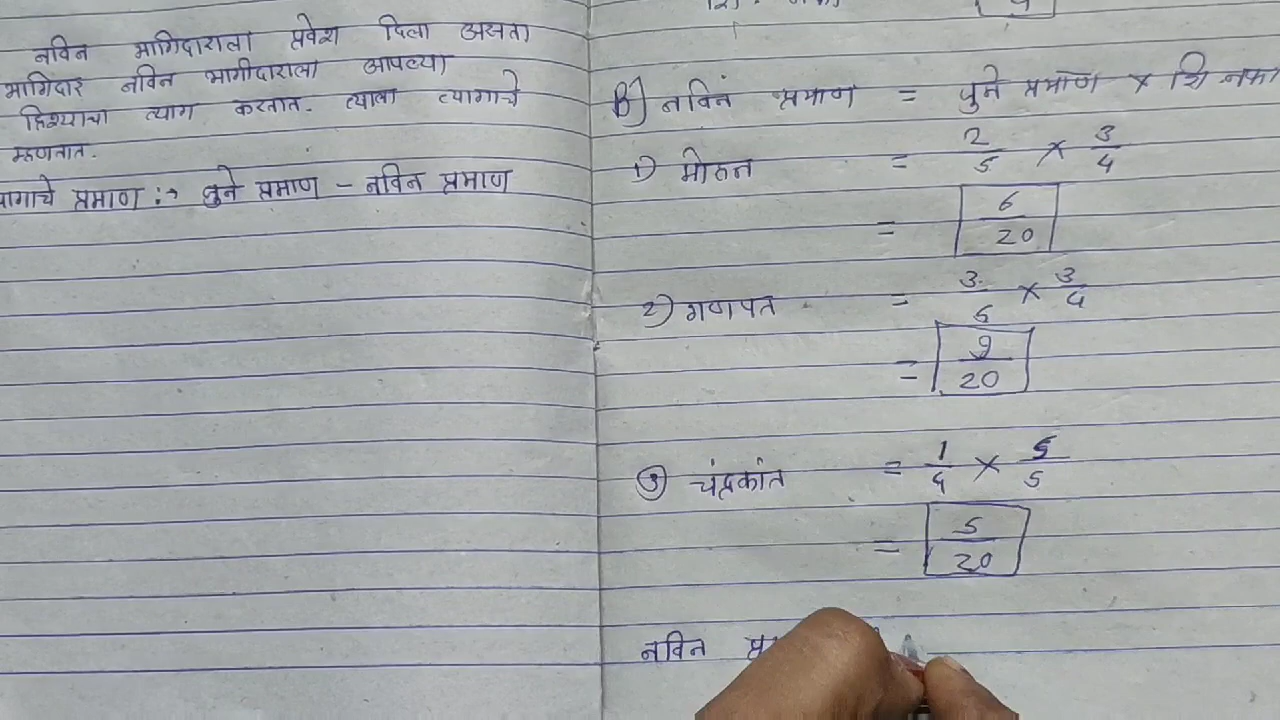 नविन भागिदाराला प्रवेश दिला असता
भागिदार नविन भागीदाराला आपल्या
हिश्याचा त्याग करतात. त्याला त्यागाचे
म्हणतात.
यागाचे प्रमाण :→ जुने प्रमाण - नविन प्रमाण
B) नविन प्रमाण = जुने प्रमाण × शि नफा
1) मोहन = 2/5 × 3/4
= 6/20
2) गणपत = 3/5 × 3/4
= 9/20
3) चंद्रकांत = 1/4 × 5/5
= 5/20
नविन